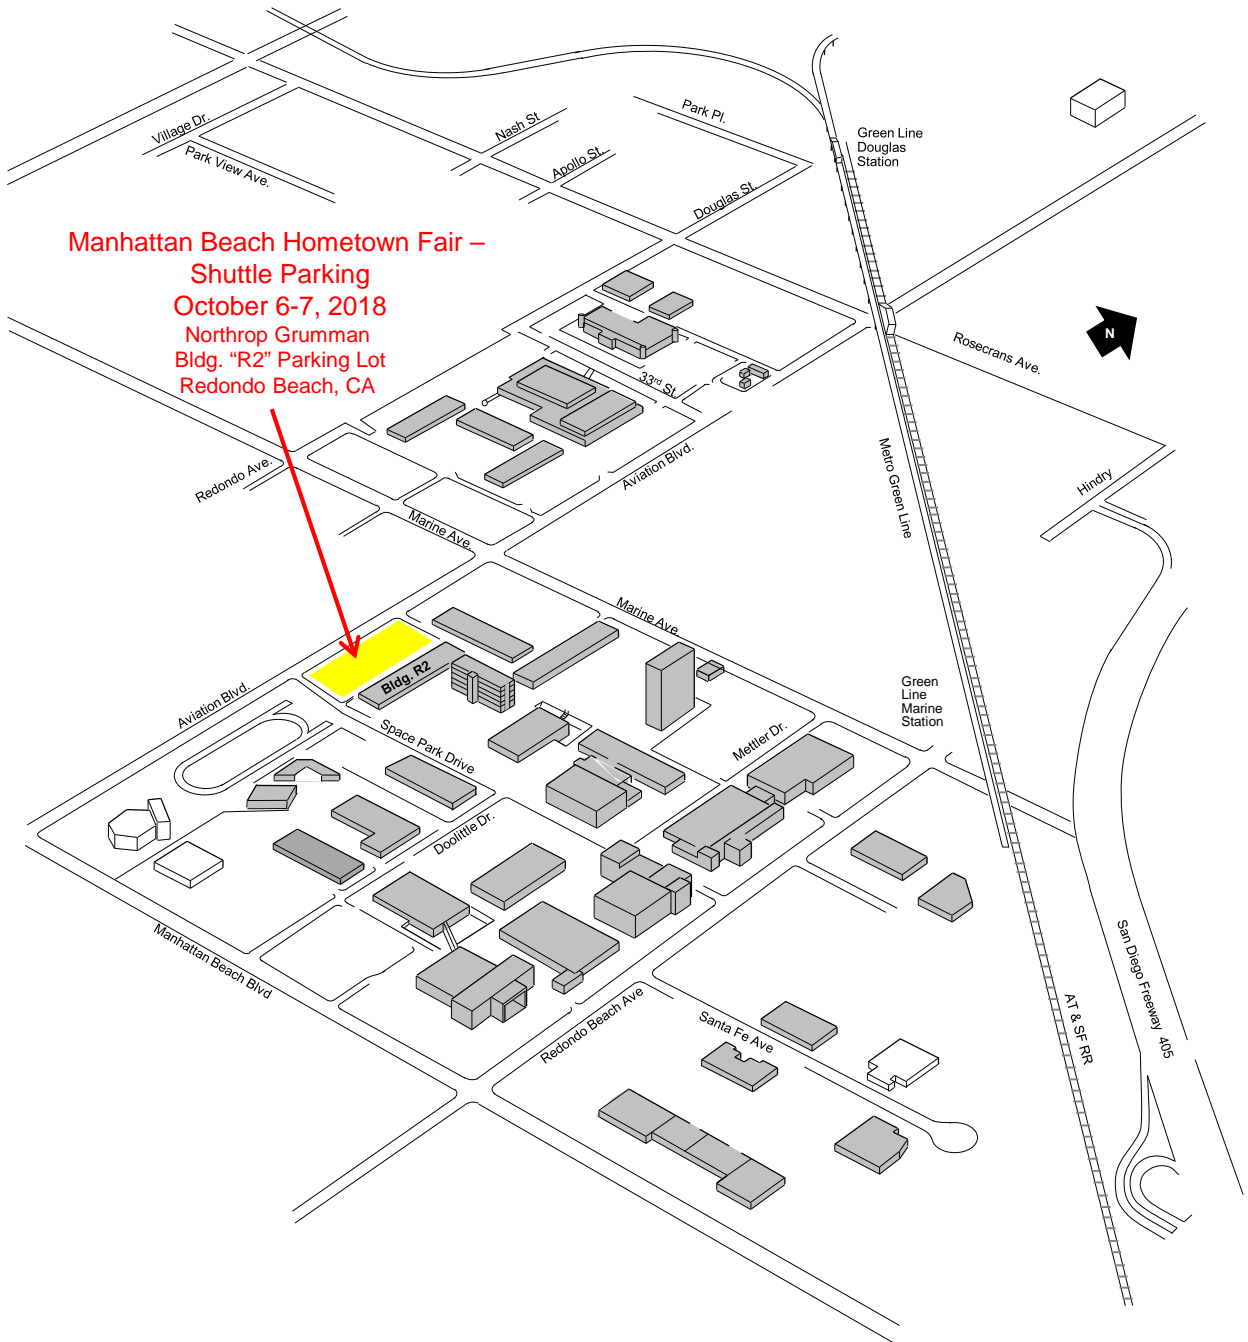 Village Dr.
Park View Ave.
Nash St
Apollo St.
Park Pl.
Douglas St.
Green Line
Douglas
Station
Manhattan Beach Hometown Fair –
Shuttle Parking
October 6-7, 2018
Northrop Grumman
Bldg. “R2” Parking Lot
Redondo Beach, CA
N
Rosecrans Ave.
33rd St.
Redondo Ave.
Aviation Blvd.
Metro Green Line
Hindry
Marine Ave.
Marine Ave
Bldg. R2
Aviation Blvd.
Space Park Drive
Mettler Dr.
Green
Line
Marine
Station
Doolittle Dr.
Manhattan Beach Blvd
Redondo Beach Ave
Santa Fe Ave
AT & SF RR
San Diego Freeway 405